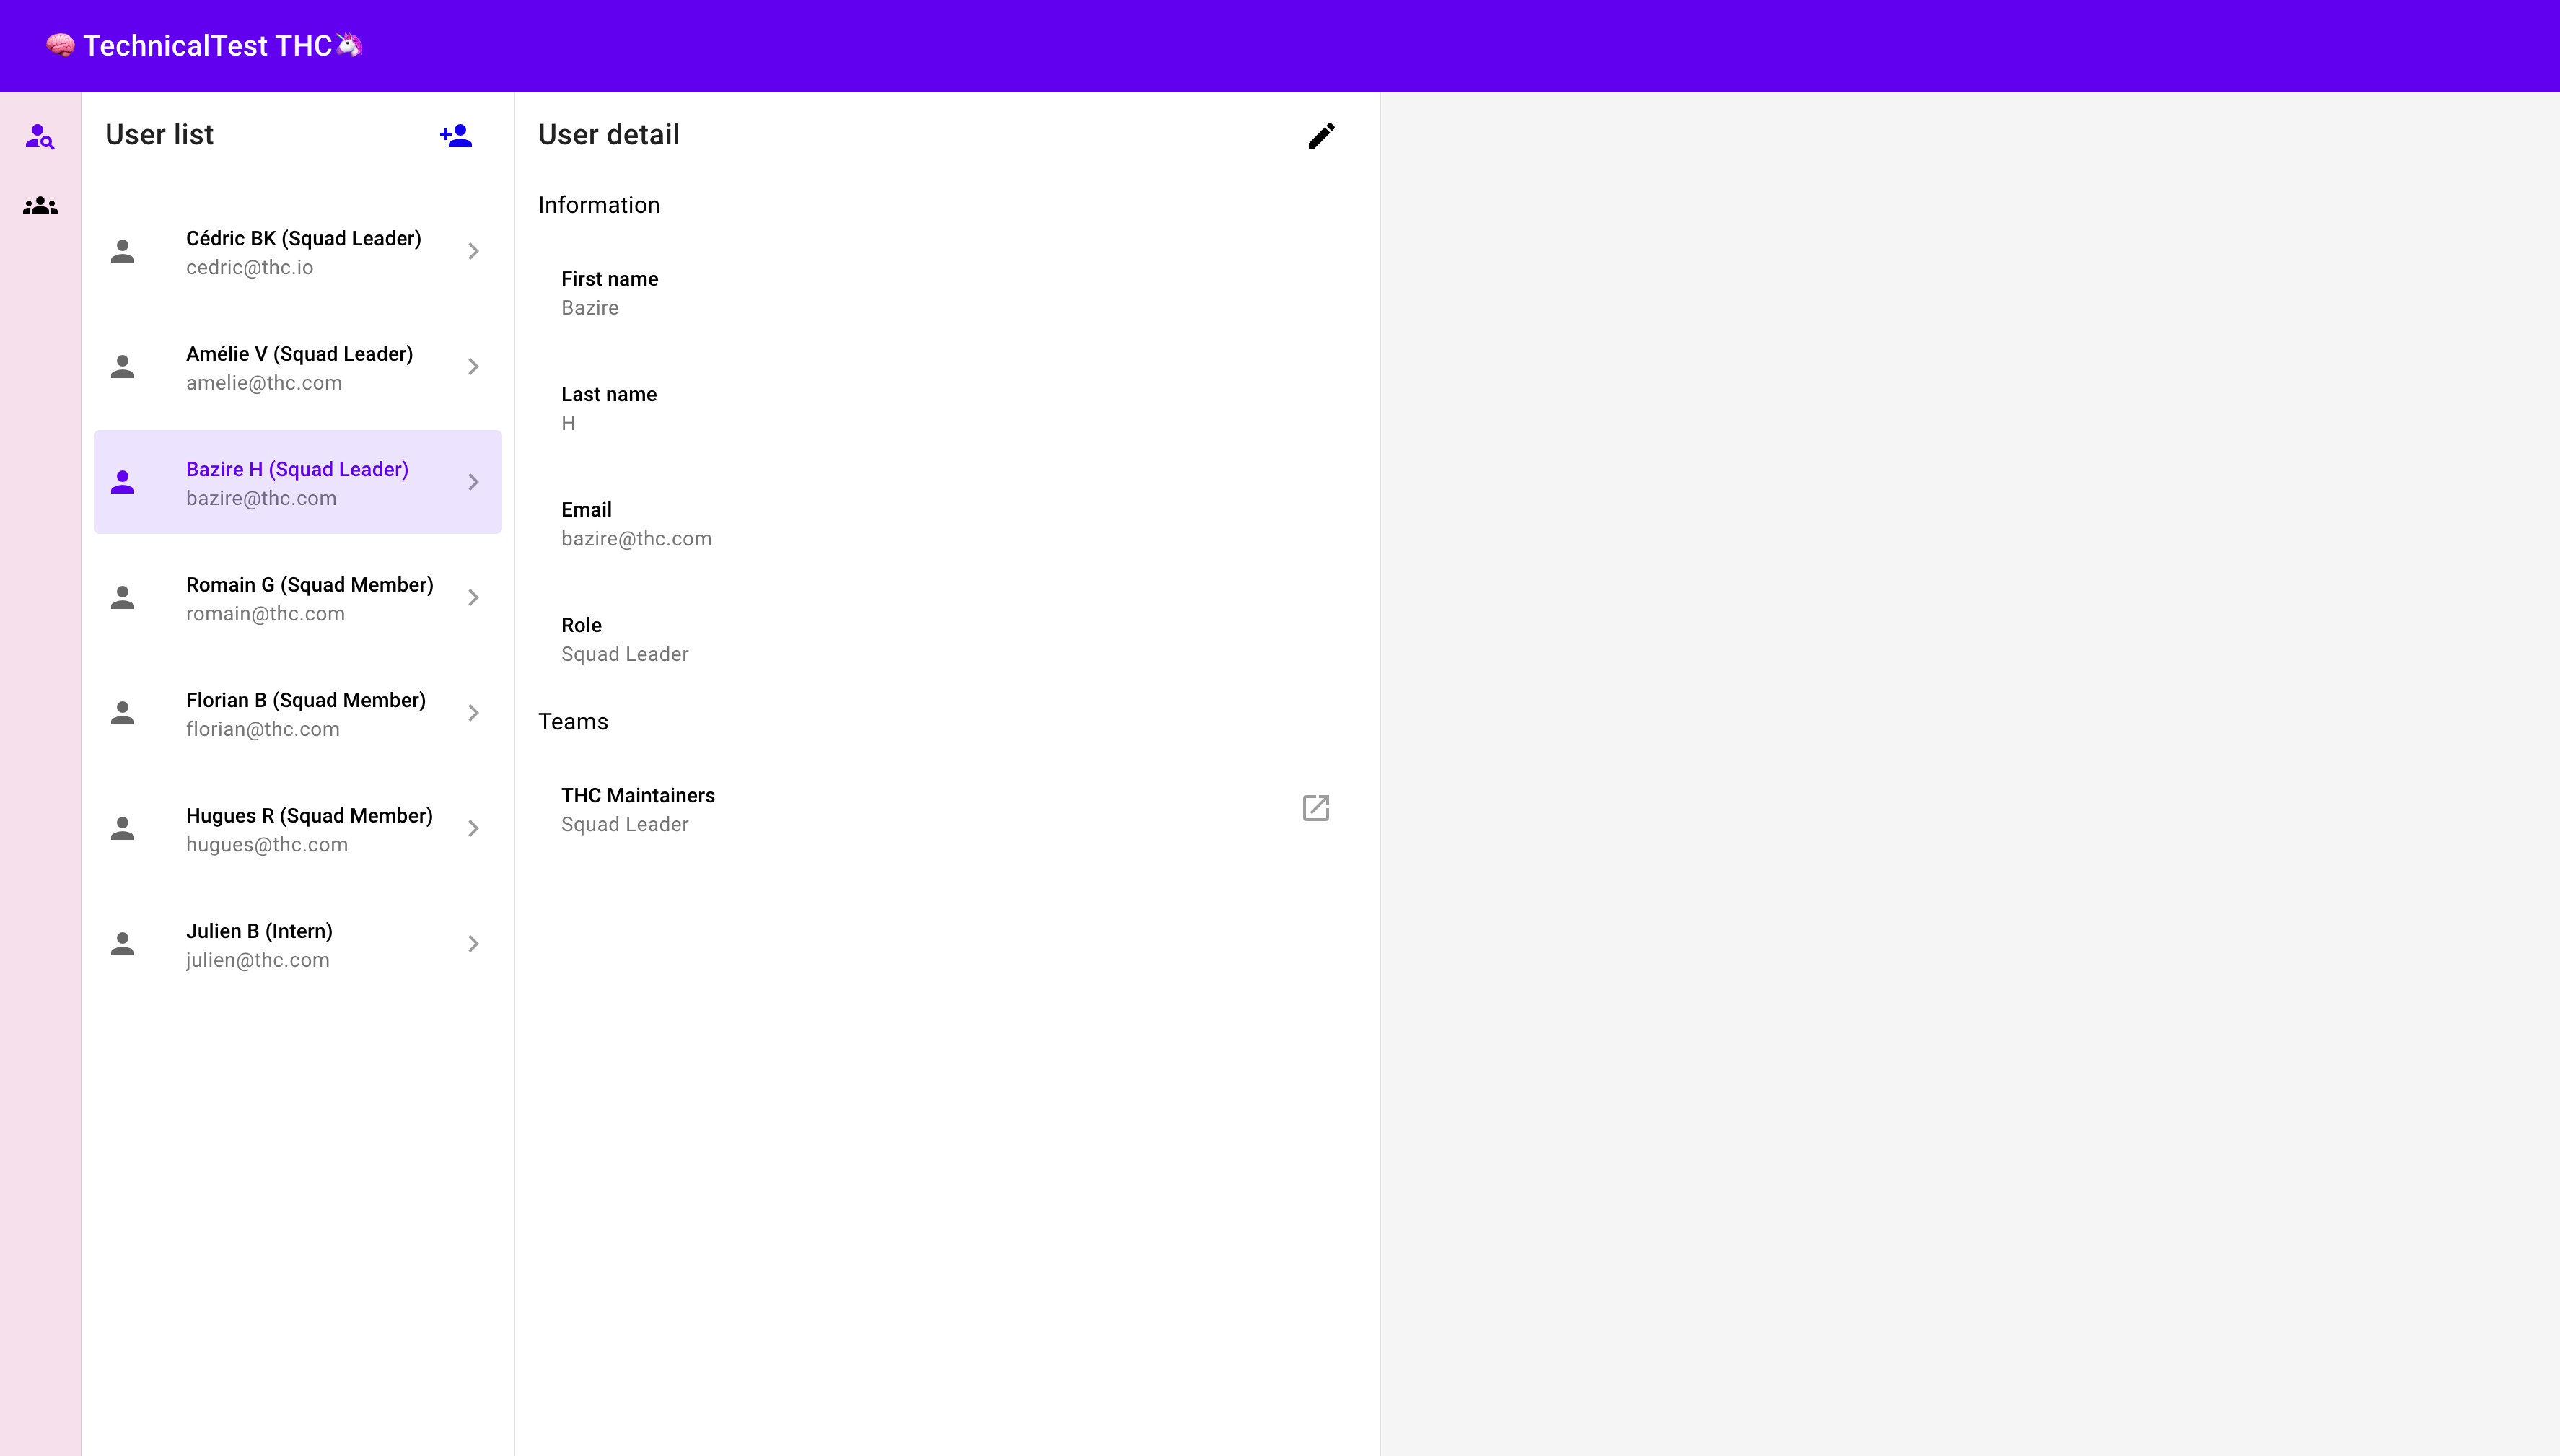 🧠 TechnicalTest THC🦄
User list
Cédric BK (Squad Leader)
cedric@thc.io
Amélie V (Squad Leader)
amelie@thc.com
Bazire H (Squad Leader)
bazire@thc.com
Romain G (Squad Member)
romain@thc.com
Florian B (Squad Member)
florian@thc.com
Hugues R (Squad Member)
hugues@thc.com
Julien B (Intern)
julien@thc.com
User detail
Information
First name
Bazire
Last name
H
Email
bazire@thc.com
Role
Squad Leader
Teams
THC Maintainers
Squad Leader